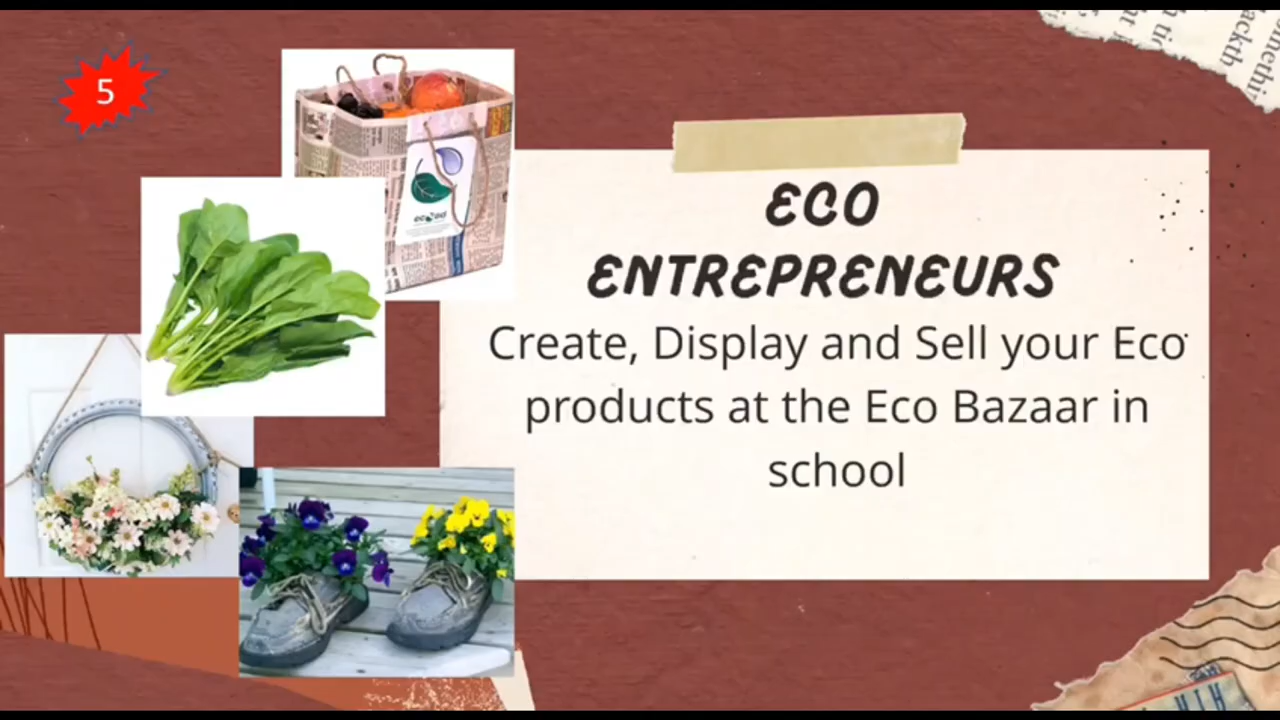 5
ECO
ENTREPRENEURS
Create, Display and Sell your Eco
products at the Eco Bazaar in
school